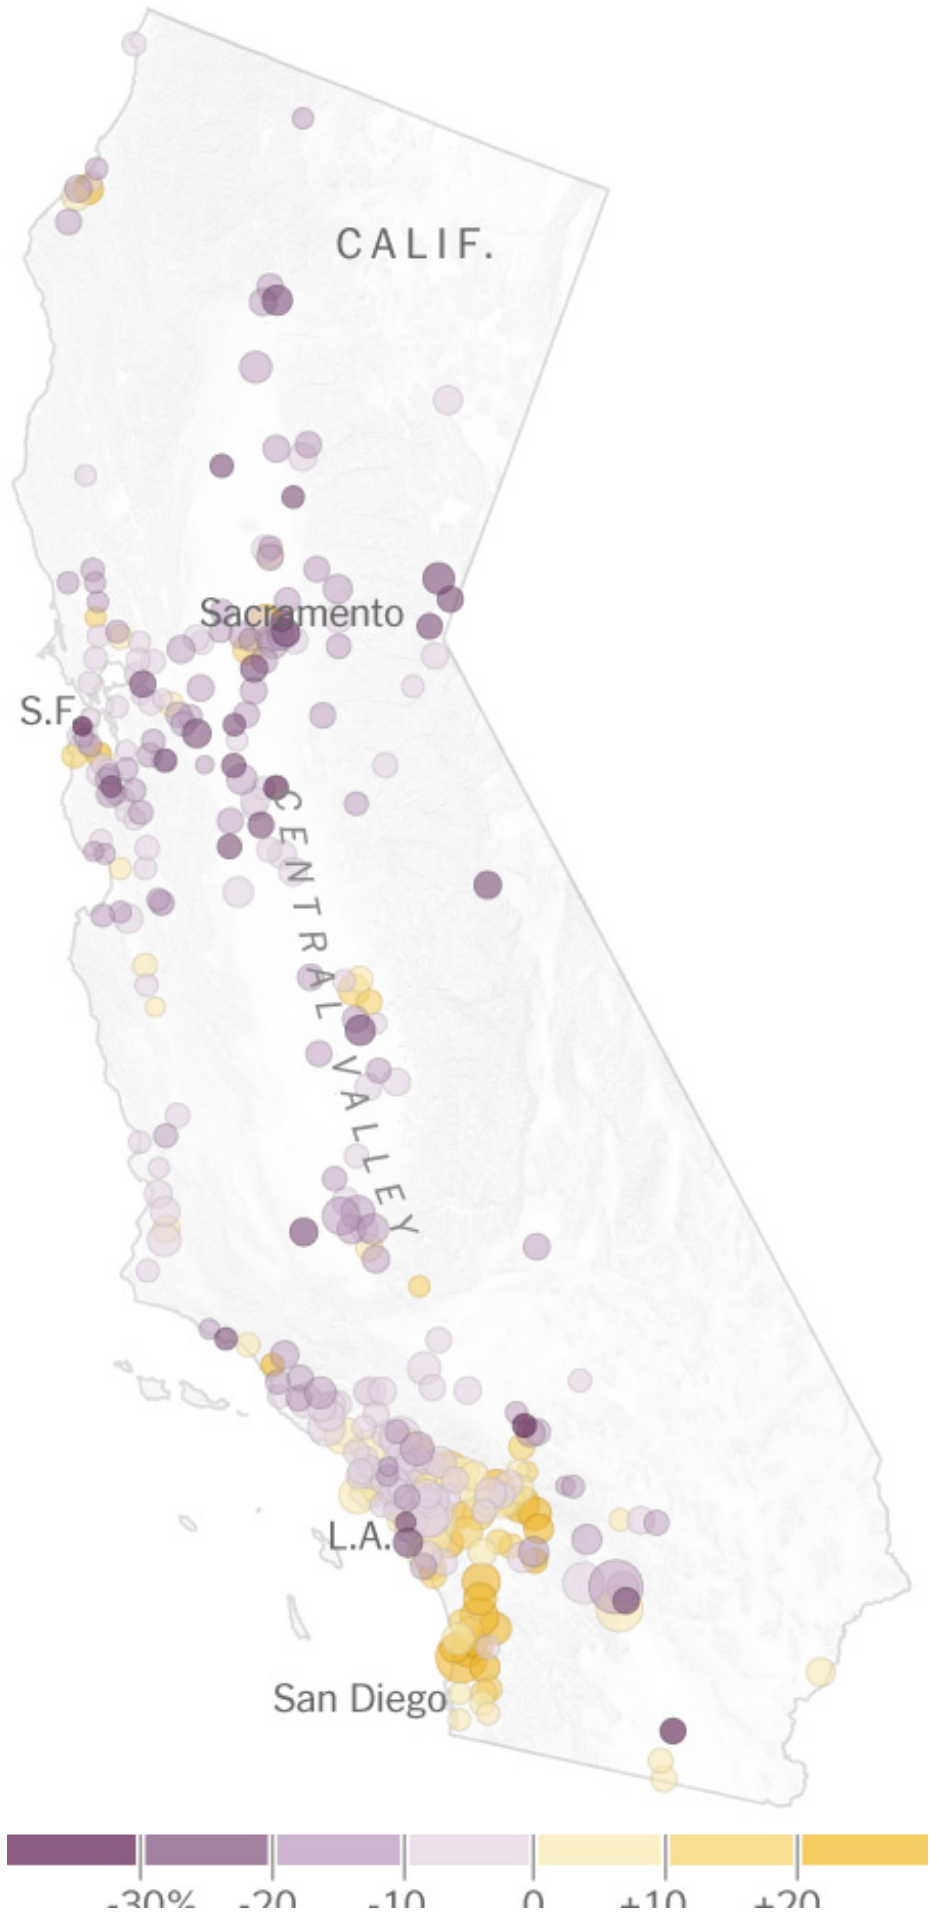 CALIF.
Sacramento
S.F.
CENTRAL VALLEY
L.A.
San Diego
-30% -20 -10 0 +10 +20